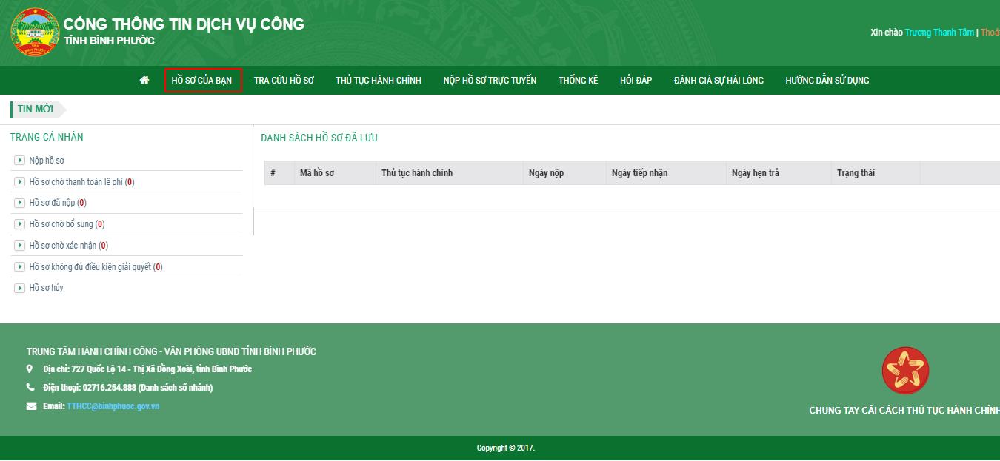 CỔNG THÔNG TIN DỊCH VỤ CÔNG
TỈNH BÌNH PHƯỚC
Xin chào Trương Thanh Tâm | Thoá
HỒ SƠ CỦA BẠN TRA CỨU HỒ SƠ THỦ TỤC HÀNH CHÍNH NỘP HỒ SƠ TRỰC TUYẾN THỐNG KÊ HỎI ĐÁP ĐÁNH GIÁ SỰ HÀI LÒNG HƯỚNG DẪN SỬ DỤNG
TIN MỚI
TRANG CÁ NHÂN
Nộp hồ sơ
Hồ sơ chờ thanh toán lệ phí (0)
Hồ sơ đã nộp (0)
Hồ sơ chờ bổ sung (0)
Hồ sơ chờ xác nhận (0)
Hồ sơ không đủ điều kiện giải quyết (0)
Hồ sơ hủy
DANH SÁCH HỒ SƠ ĐÃ LƯU
# Mã hồ sơ Thủ tục hành chính Ngày nộp Ngày tiếp nhận Ngày hẹn trả Trạng thái
TRUNG TÂM HÀNH CHÍNH CÔNG - VĂN PHÒNG UBND TỈNH BÌNH PHƯỚC
Địa chỉ: 727 Quốc Lộ 14 - Thị Xã Đồng Xoài, tỉnh Bình Phước
Điện thoại: 02716.254.888 (Danh sách số nhánh)
Email: TTHCC@binhphuoc.gov.vn
CHUNG TAY CẢI CÁCH THỦ TỤC HÀNH CHÍNH
Copyright © 2017.